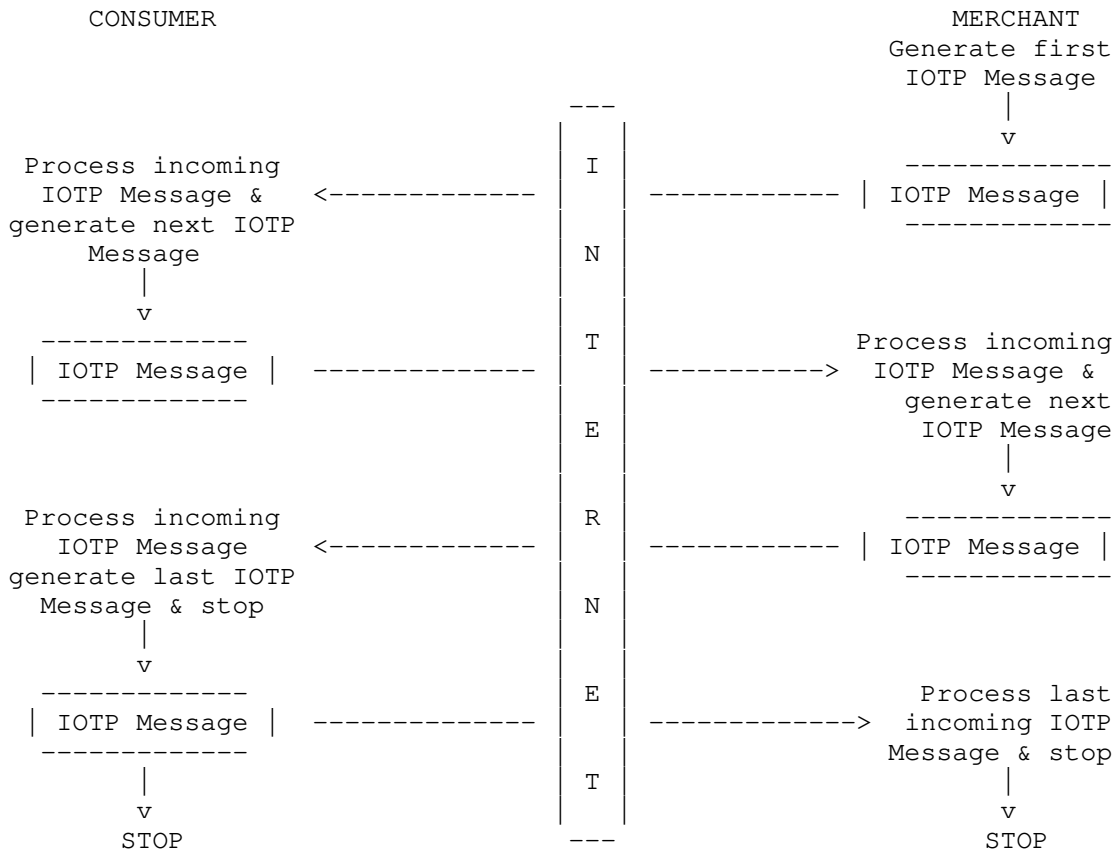 CONSUMER MERCHANT
Generate first
IOTP Message
---
|
| | v
Process incoming | I | -------------
IOTP Message & <------------- | | ----------- | IOTP Message |
generate next IOTP | | -------------
Message | N |
| | |
v | |
------------- | T | Process incoming
| IOTP Message | ------------- | | -----------> IOTP Message &
------------- | | generate next
| E | IOTP Message
| | |
| | v
Process incoming | R | -------------
IOTP Message <------------- | | ----------- | IOTP Message |
generate last IOTP | | -------------
Message & stop | N |
| | |
v | |
------------- | E | Process last
| IOTP Message | ------------- | | -------------> incoming IOTP
------------- | | Message & stop
| | T | |
v | | v
STOP --- STOP